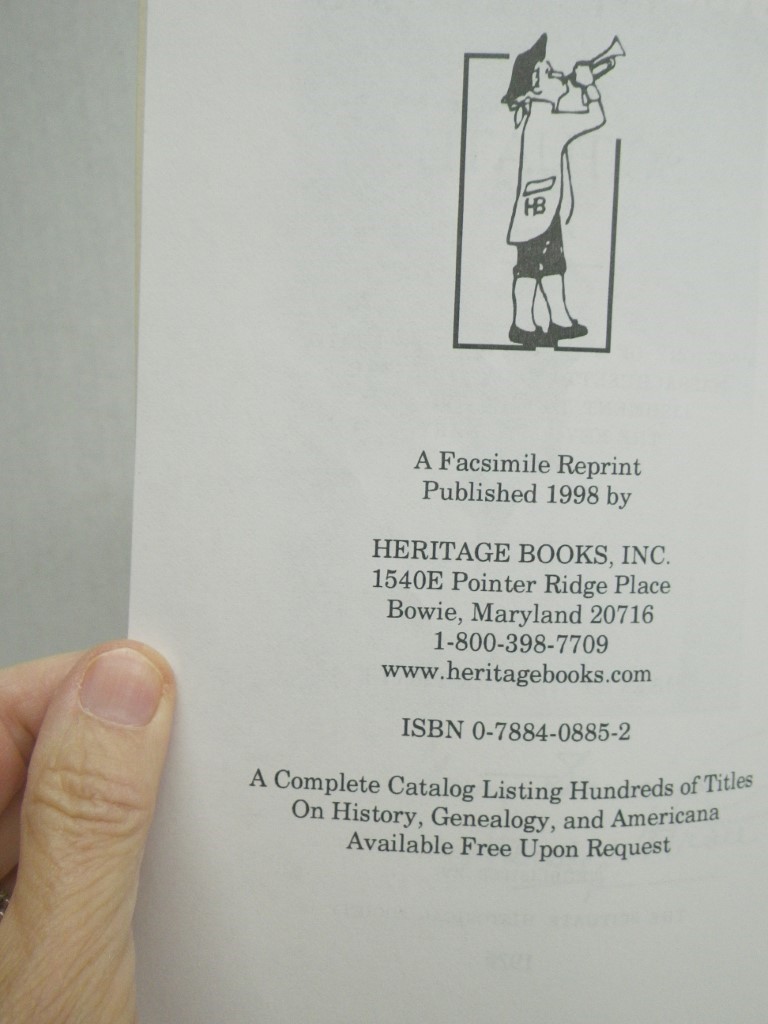 HB
A Facsimile Reprint
Published 1998 by
HERITAGE BOOKS, INC.
1540E Pointer Ridge Place
Bowie, Maryland 20716
1-800-398-7709
www.heritagebooks.com
ISBN 0-7884-0885-2
A Complete Catalog Listing Hundreds of Titles
On History, Genealogy, and Americana
Available Free Upon Request